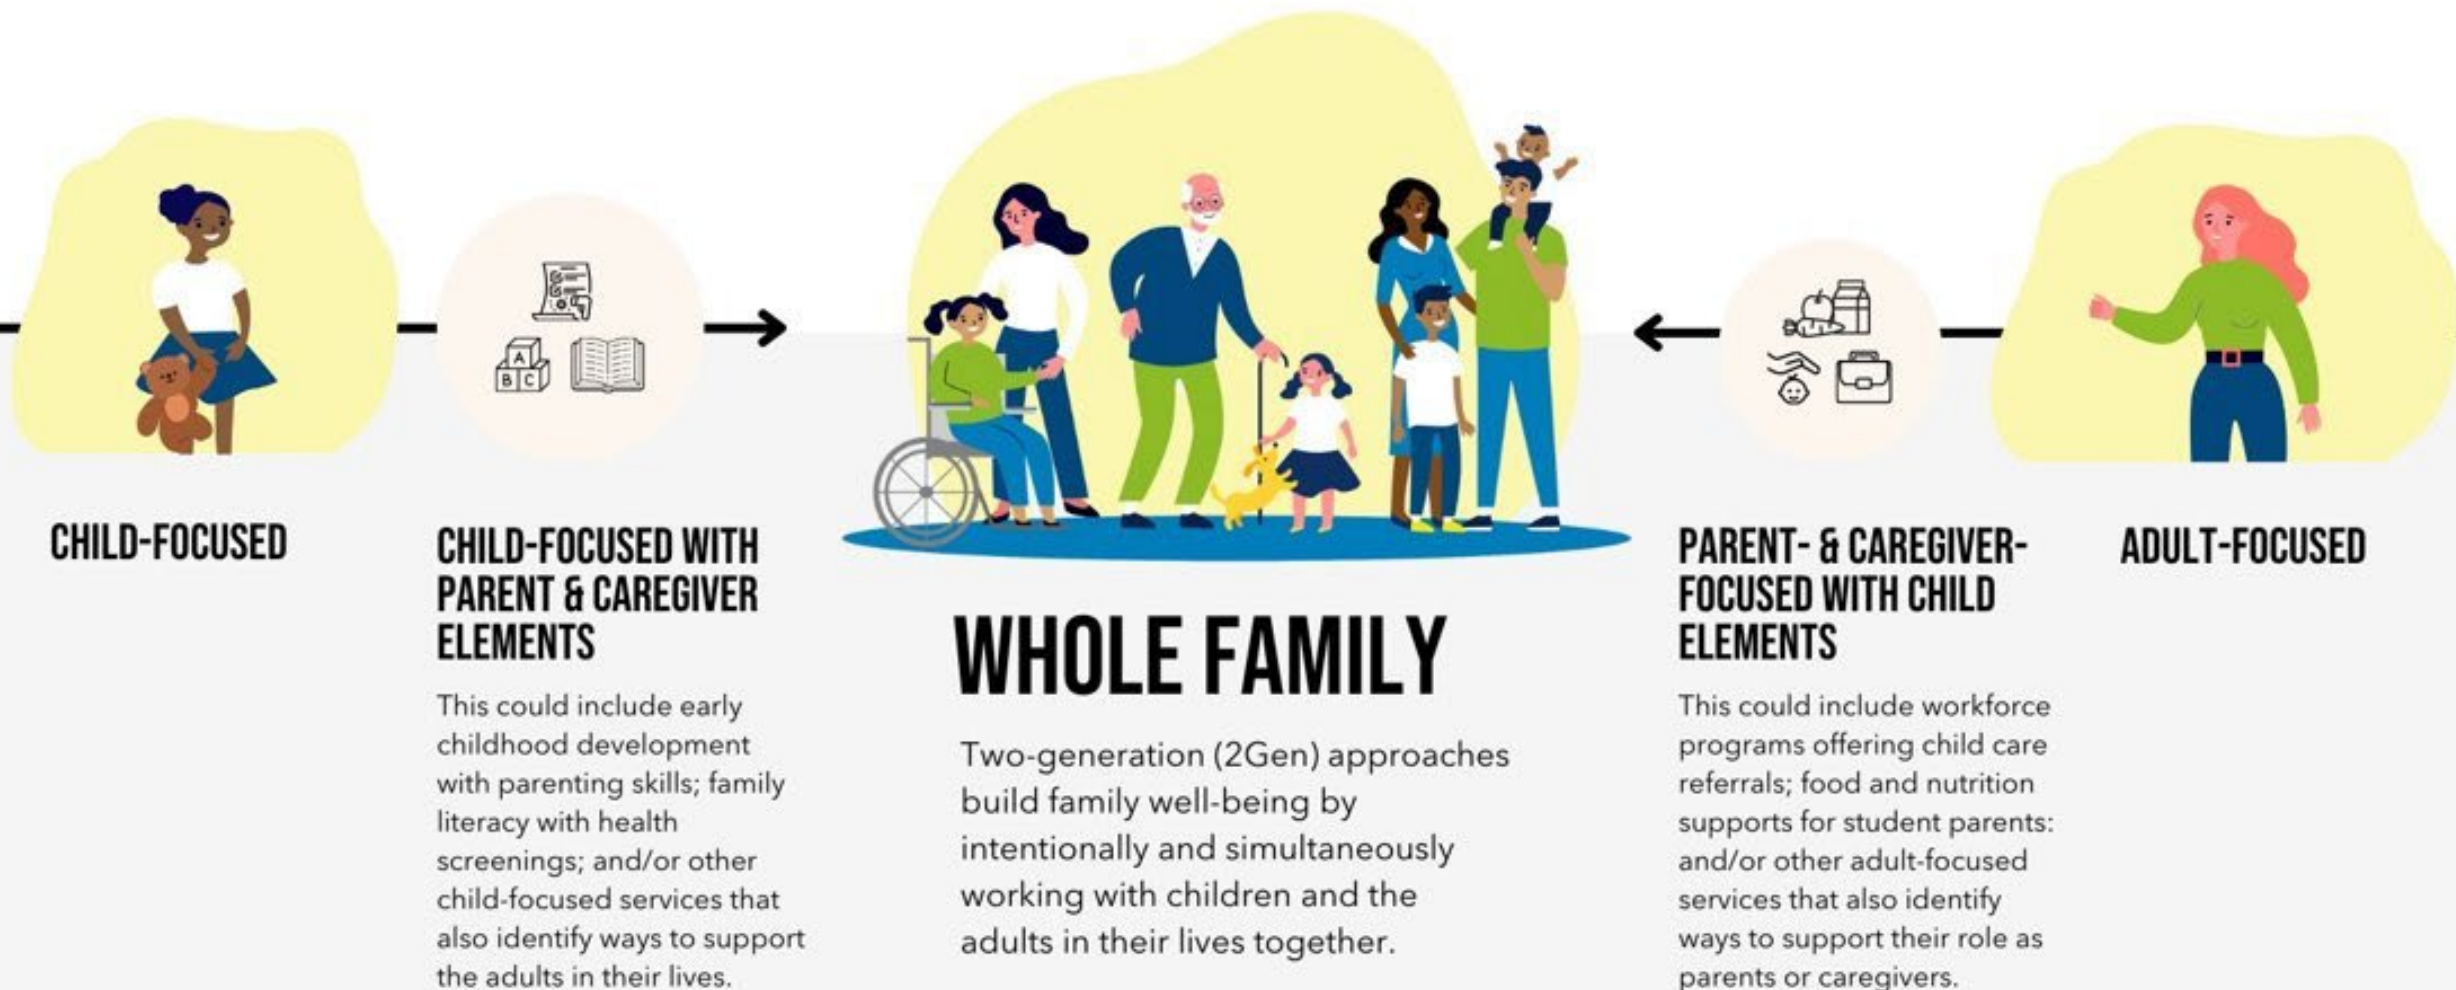 A
B C
CHILD-FOCUSED
CHILD-FOCUSED WITH
PARENT & CAREGIVER
ELEMENTS
This could include early
childhood development
with parenting skills; family
literacy with health
screenings; and/or other
child-focused services that
also identify ways to support
the adults in their lives.
WHOLE FAMILY
Two-generation (2Gen) approaches
build family well-being by
intentionally and simultaneously
working with children and the
adults in their lives together.
PARENT- & CAREGIVER-
FOCUSED WITH CHILD
ELEMENTS
This could include workforce
programs offering child care
referrals; food and nutrition
supports for student parents:
and/or other adult-focused
services that also identify
ways to support their role as
parents or caregivers.
ADULT-FOCUSED